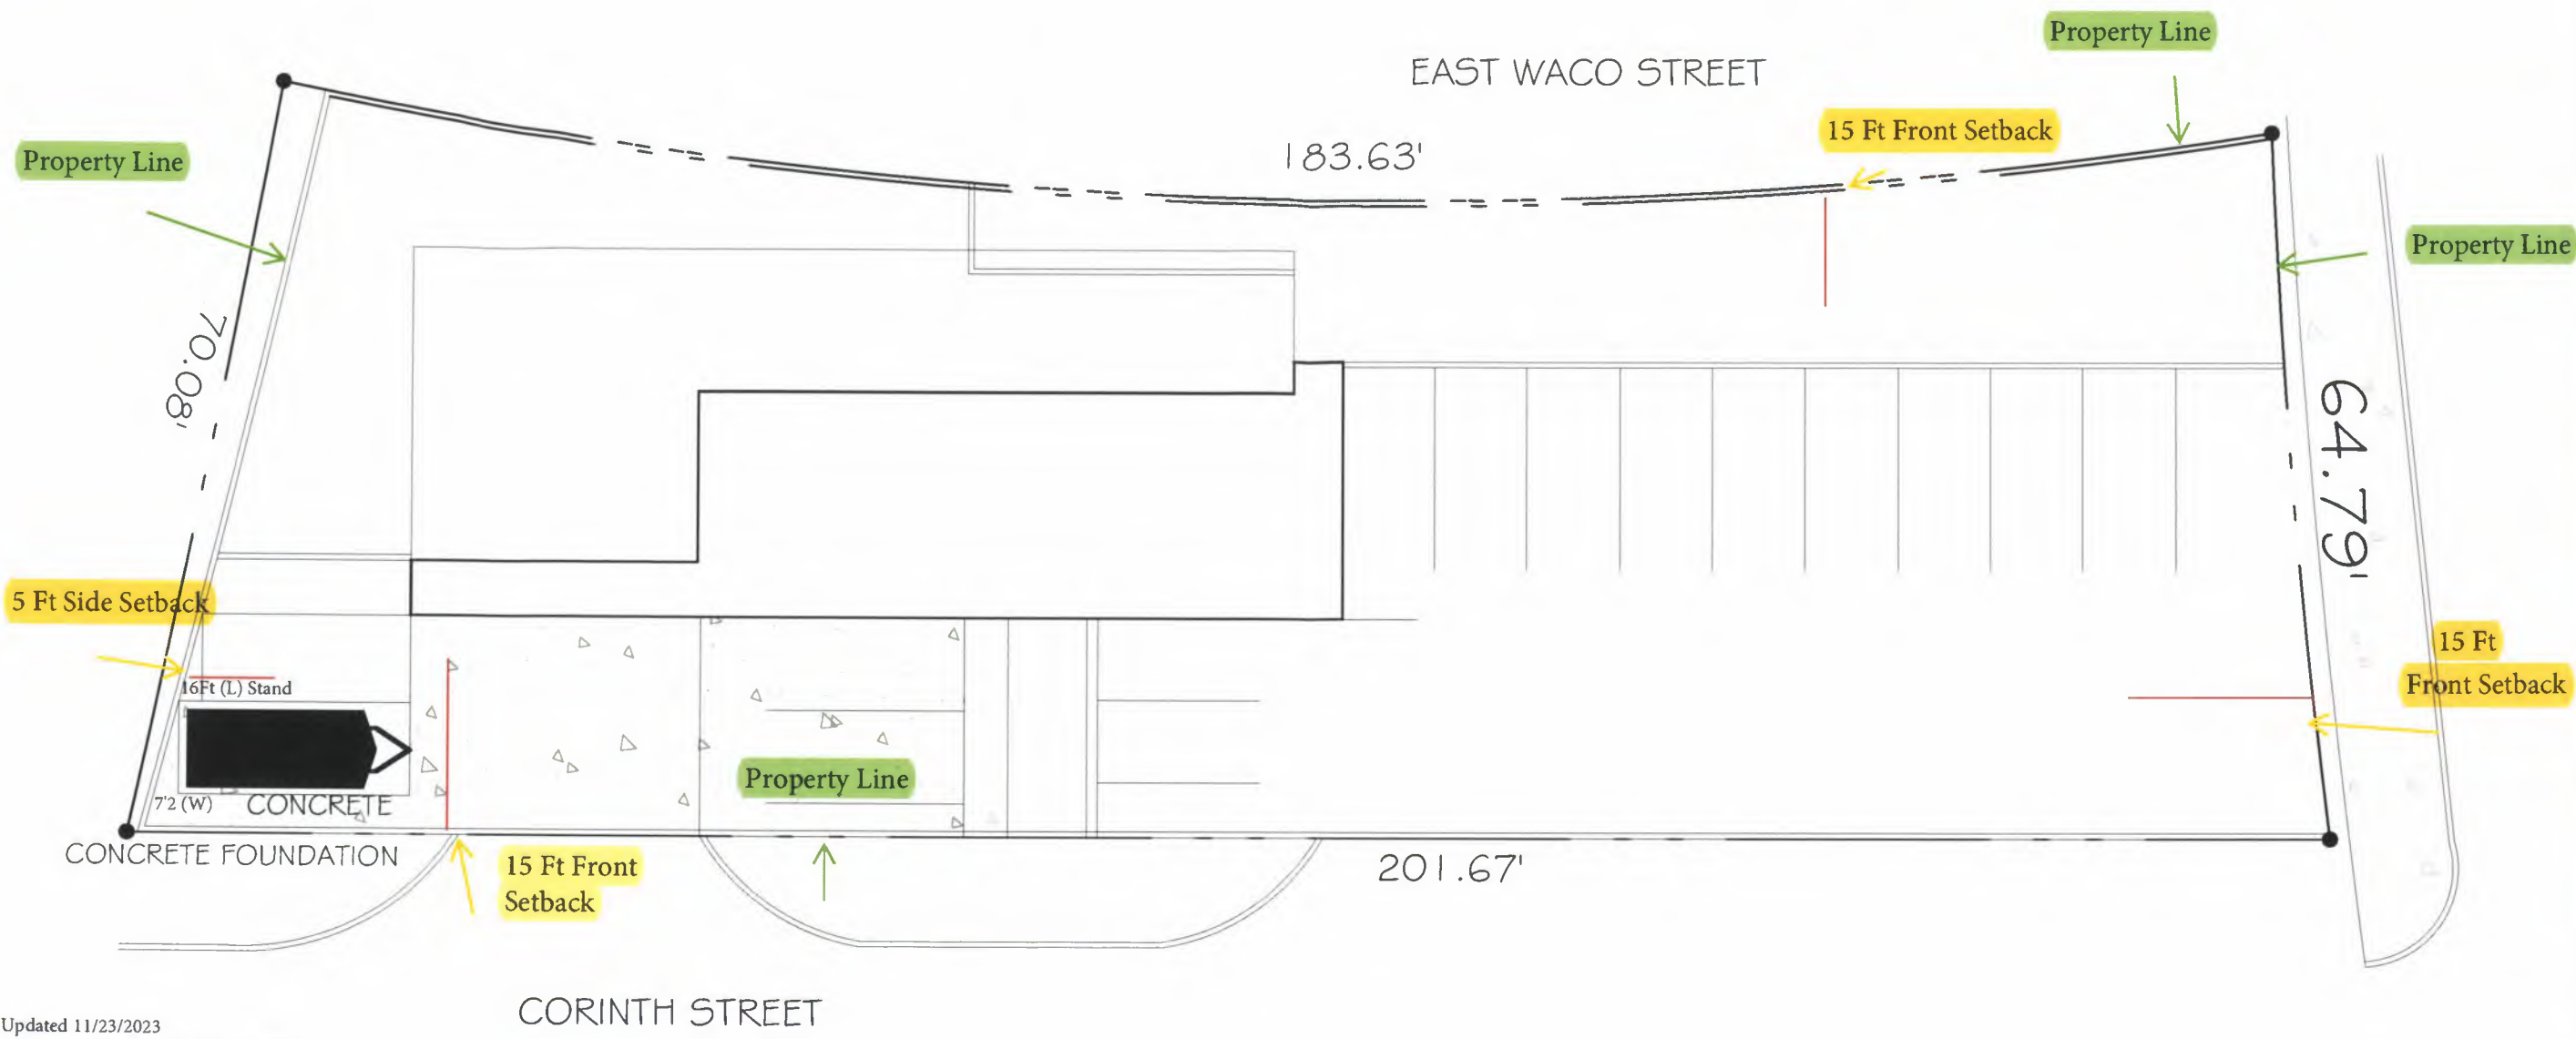 Property Line
EAST WACO STREET
15 Ft Front Setback
183.63'
Property Line
Property Line
70.08'
64.79'
5 Ft Side Setback
15 Ft
Front Setback
16Ft (L) Stand
Property Line
7'2 (W)
CONCRETE
CONCRETE FOUNDATION
15 Ft Front
Setback
201.67'
CORINTH STREET
Updated 11/23/2023